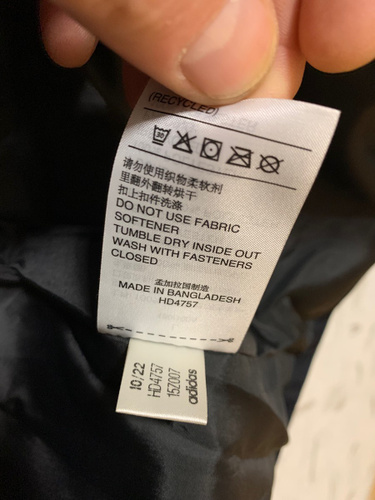 (RECYCLED)
30
请勿使用织物柔软剂
里翻外翻转烘干
扣上扣件洗涤
DO NOT USE FABRIC
SOFTENER
TUMBLE DRY INSIDE OUT
WASH WITH FASTENERS
CLOSED
孟加拉国制造
MADE IN BANGLADESH
HD4757
10/22
HD4757
15Z007
adidas